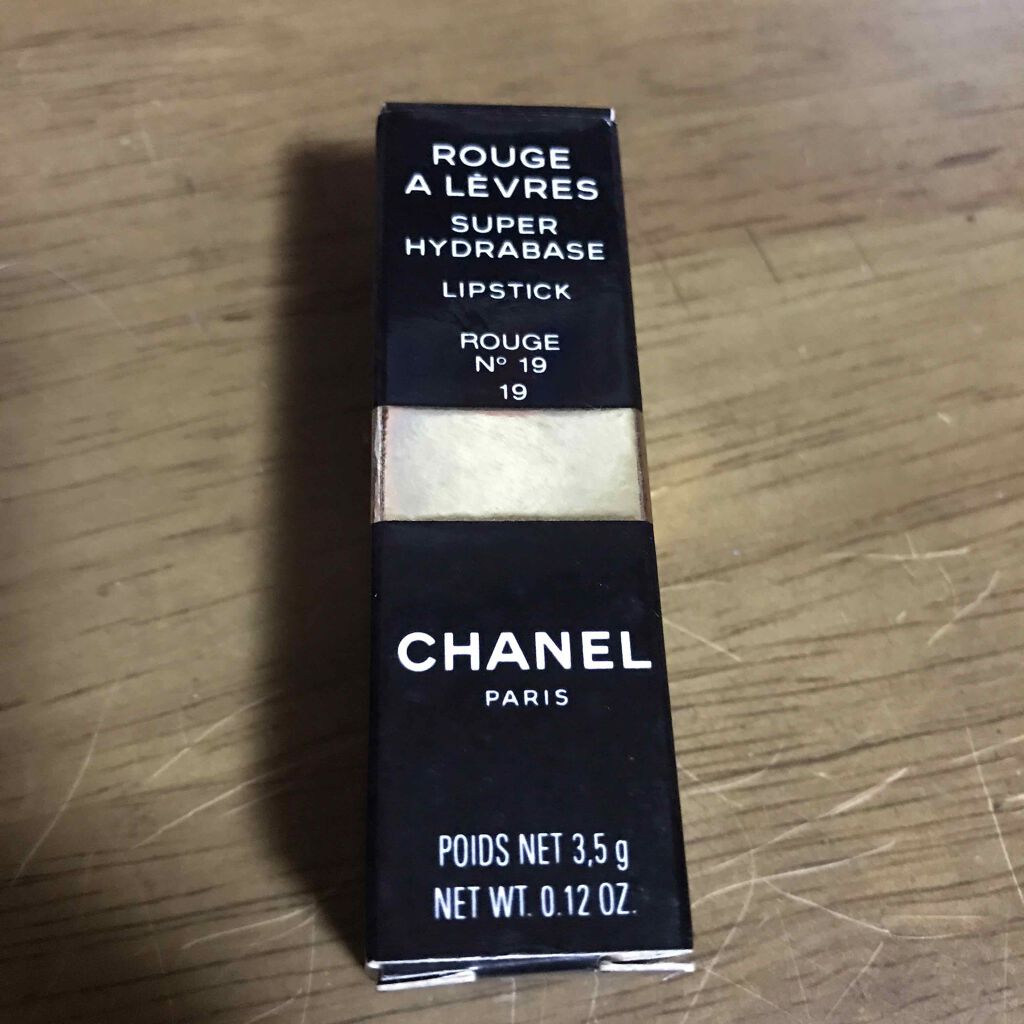 ROUGE
A LÈVRES
SUPER
HYDRABASE
LIPSTICK
ROUGE
Nº 19
19
CHANEL
PARIS
POIDS NET 3,5 g
NET WT. 0.12 OZ.